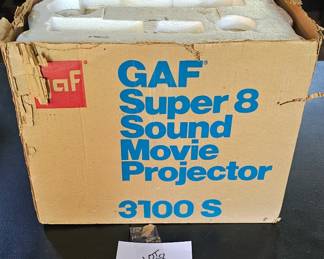 gaf
GAF
Super 8
Sound
Movie
Projector
3100 S